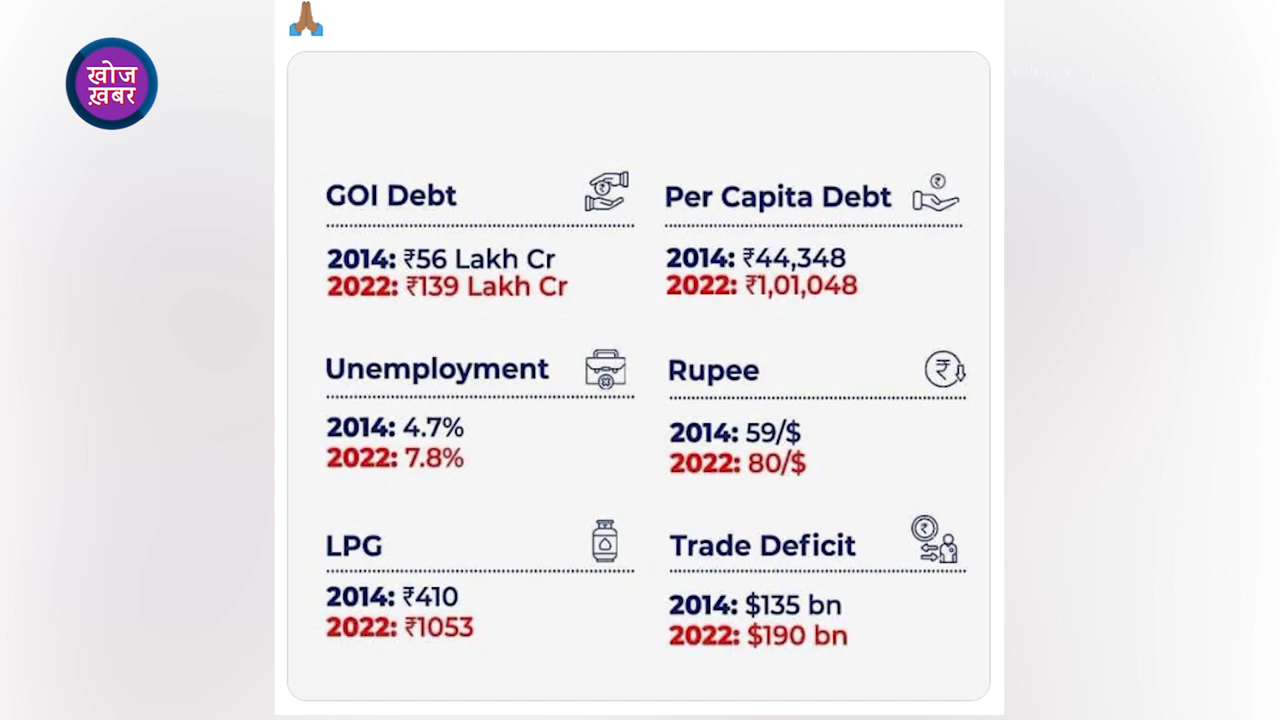 खोज
ख़बर
GOI Debt
2014: ₹56 Lakh Cr
2022: ₹139 Lakh Cr
Per Capita Debt
2014: ₹44,348
2022: ₹1,01,048
Unemployment
2014: 4.7%
2022: 7.8%
Rupee
2014: 59/$
2022: 80/$
LPG
2014: ₹410
2022: ₹1053
Trade Deficit
2014: $135 bn
2022: $190 bn